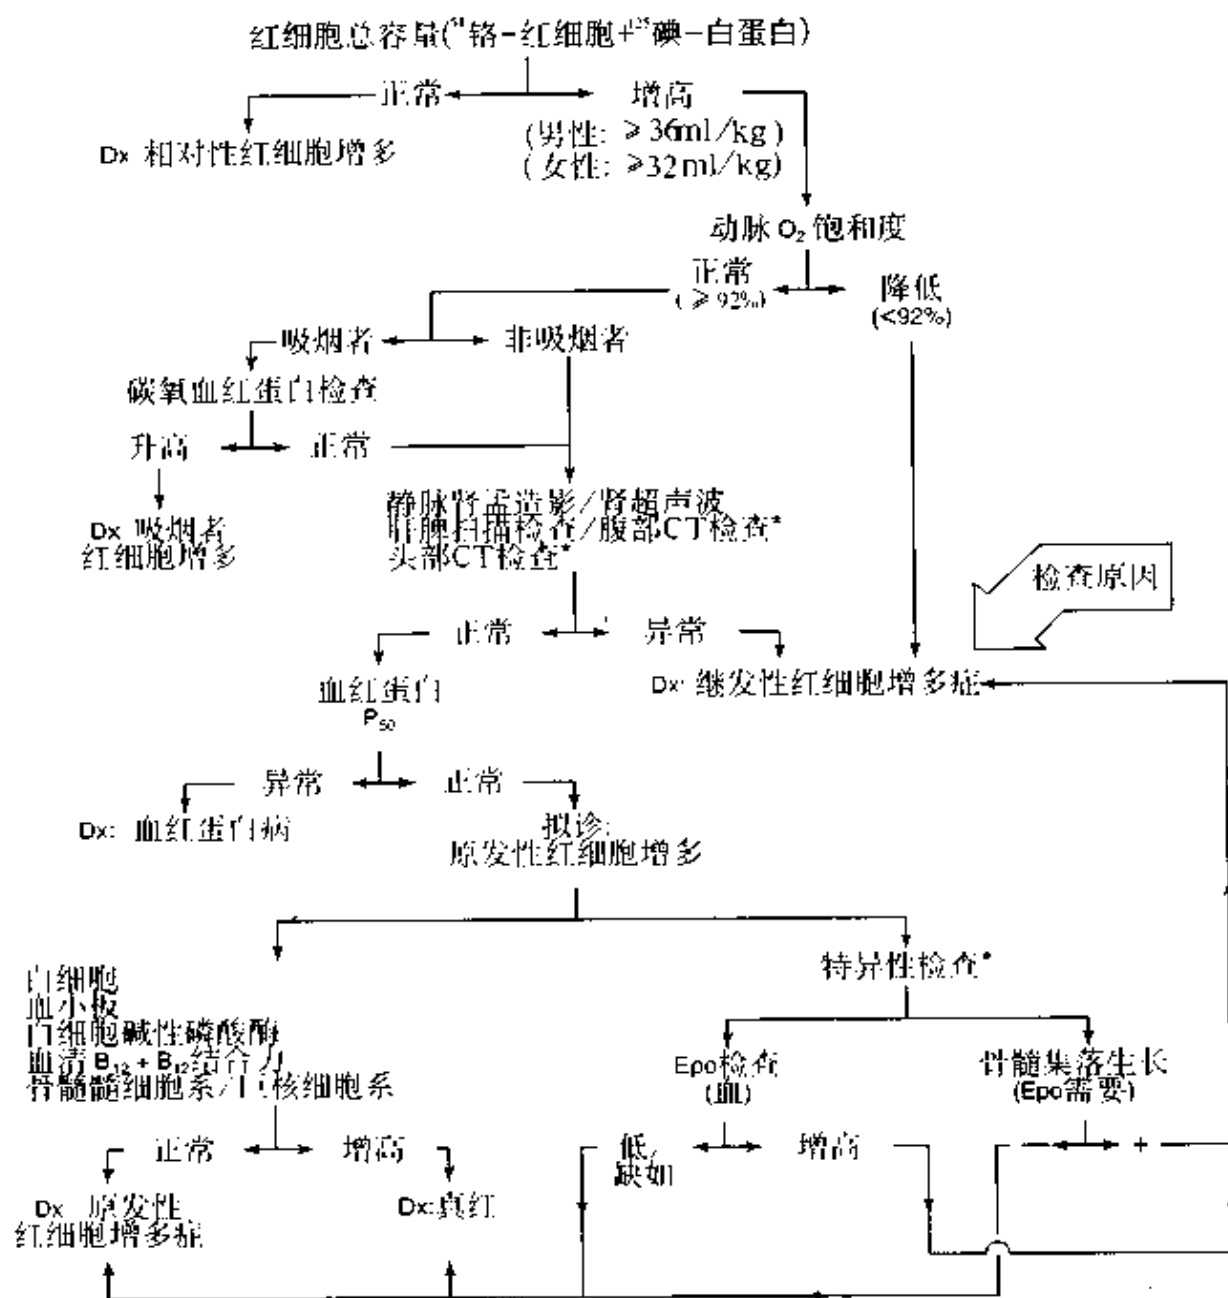 红细胞总容量(⁵¹铬-红细胞+¹²⁵碘-白蛋白)
正常
增高
(男性: ≥36ml/kg)
(女性: ≥32ml/kg)
Dx 相对性红细胞增多
动脉 O₂ 饱和度
正常
(≥92%)
降低
(<92%)
吸烟者
非吸烟者
碳氧血红蛋白检查
升高
正常
Dx 吸烟者
红细胞增多
静脉肾盂造影/肾超声波
肝脾扫描检查/腹部CT检查*
头部CT检查*
检查原因
正常
异常
血红蛋白
P₅₀
Dx: 继发性红细胞增多症
异常
正常
Dx: 血红蛋白病
拟诊:
原发性红细胞增多
特异性检查*
白细胞
血小板
白细胞碱性磷酸酶
血清 B₁₂ + B₁₂结合力
骨髓髓细胞系/巨核细胞系
Epo检查
(血)
骨髓集落生长
(Epo需要)
正常
增高
低,
缺如
增高
+
Dx 原发性
红细胞增多症
Dx:真红